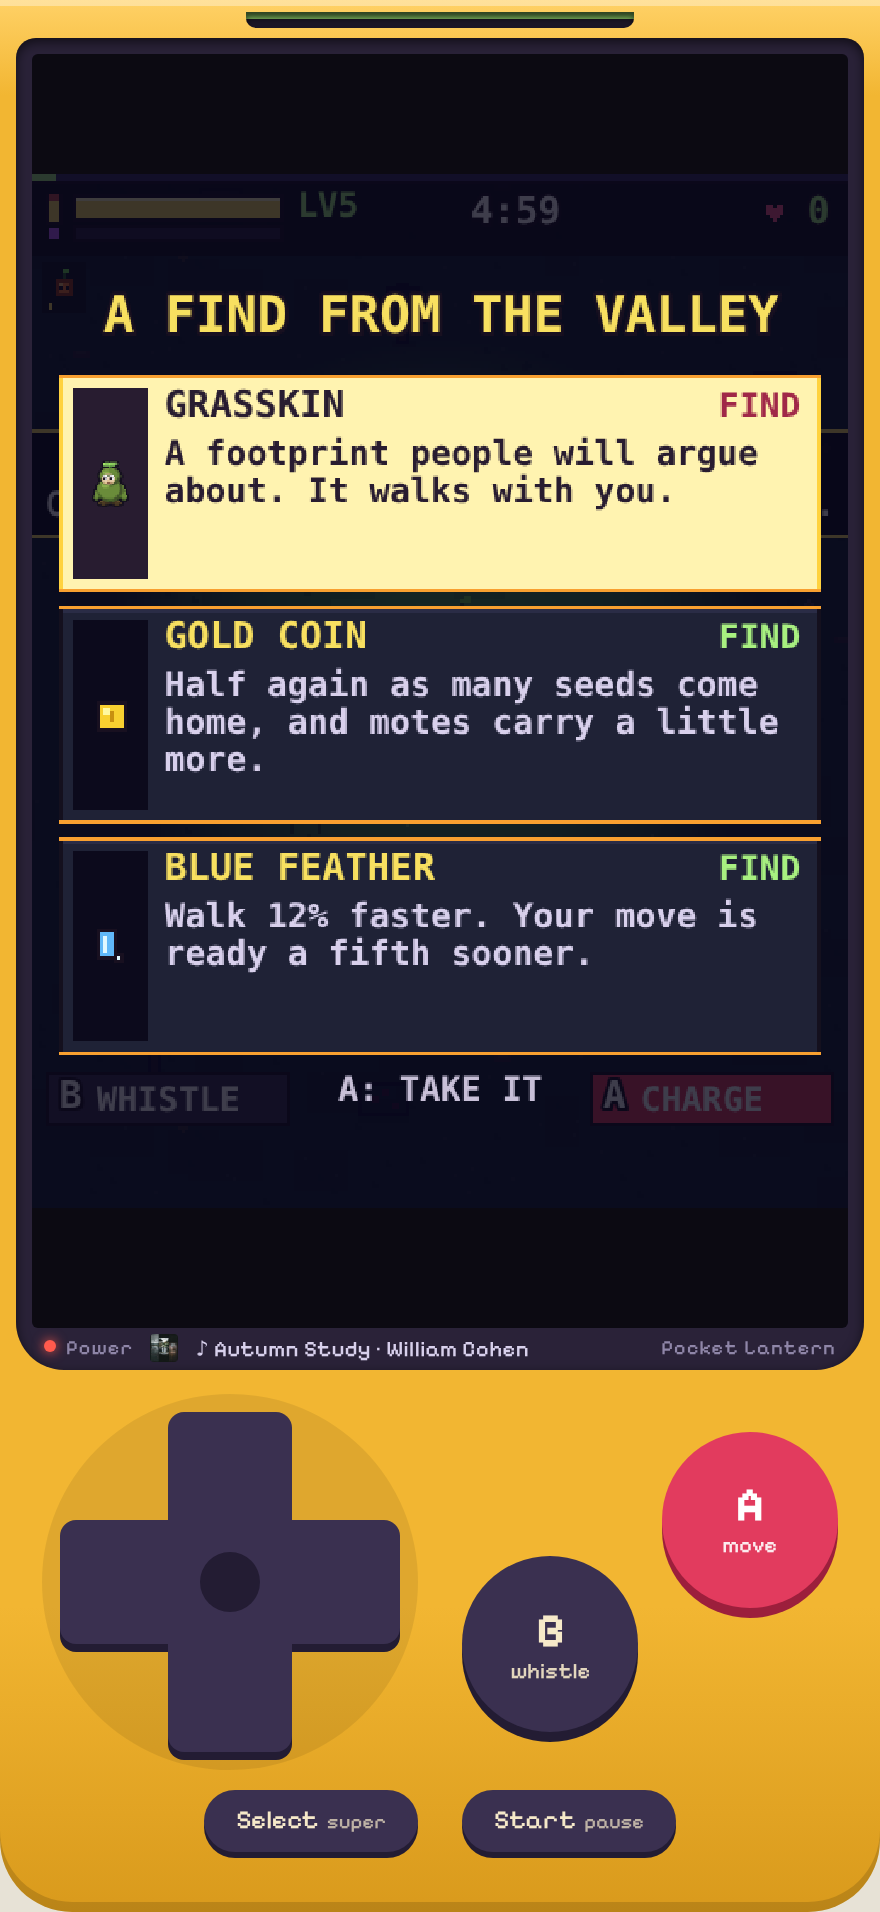 LV5
4:59
0
A FIND FROM THE VALLEY
GRASSKIN
FIND
A footprint people will argue
about. It walks with you.
GOLD COIN
FIND
Half again as many seeds come
home, and motes carry a little
more.
BLUE FEATHER
FIND
Walk 12% faster. Your move is
ready a fifth sooner.
B WHISTLE
A: TAKE IT
A CHARGE
Power
♪ Autumn Study · William Cohen
Pocket Lantern
A
move
B
whistle
Select super
Start pause